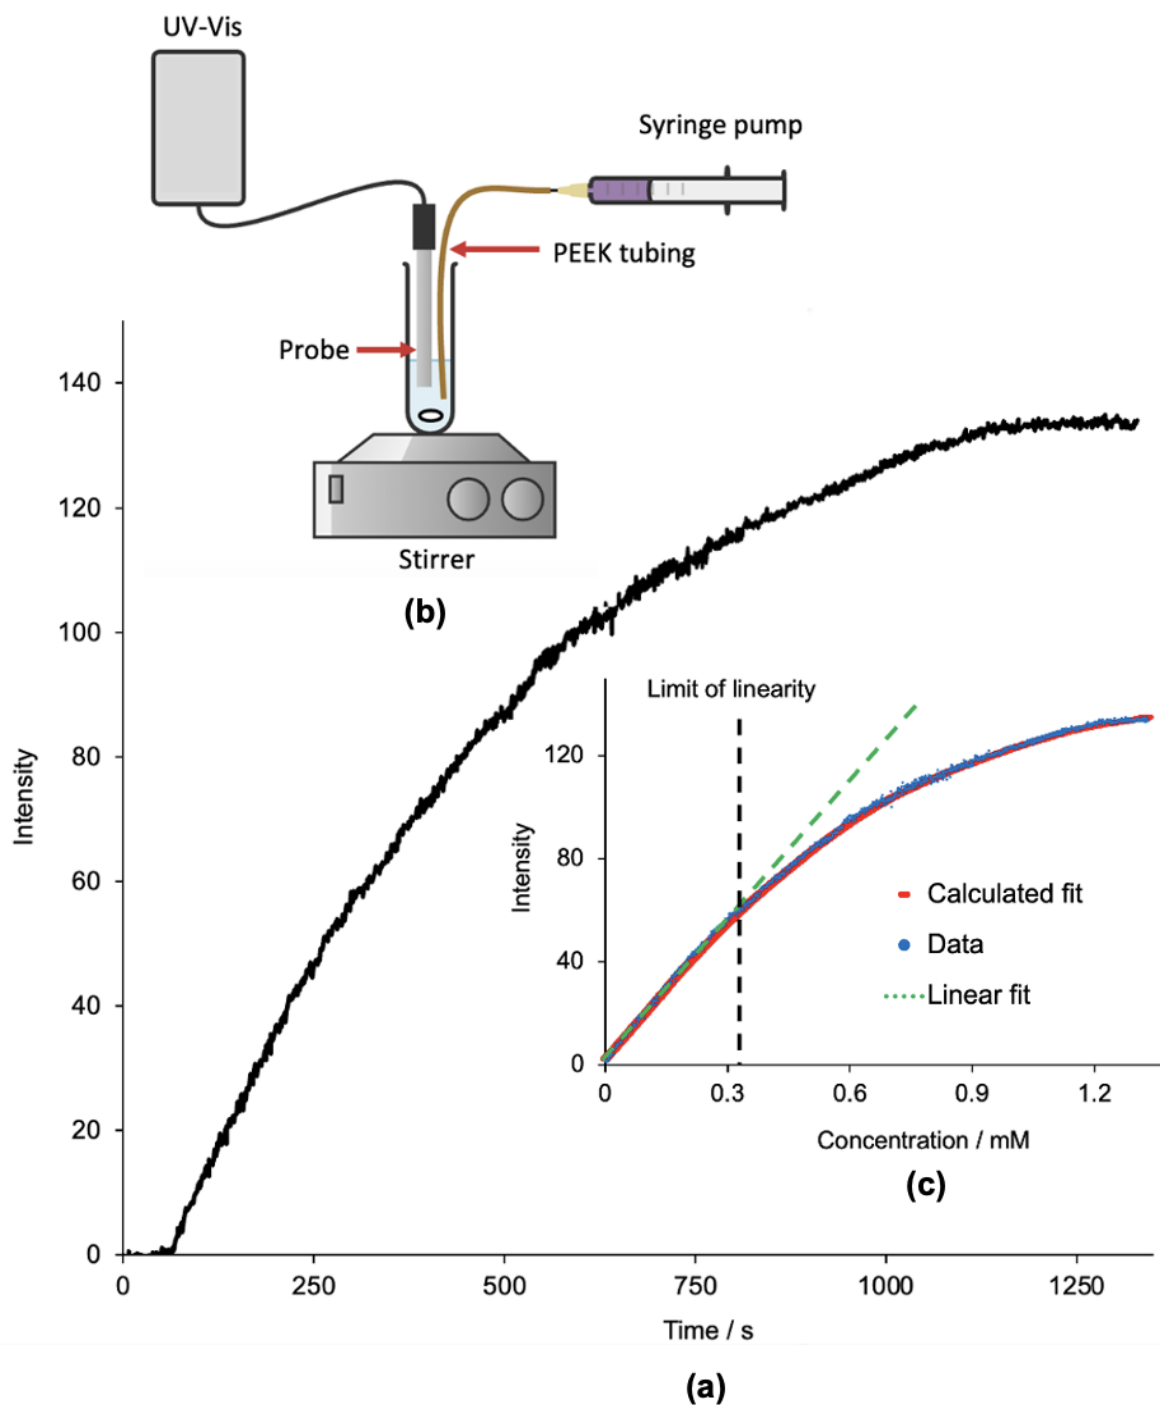 UV-Vis
Syringe pump
PEEK tubing
Probe
Stirrer
(b)
140
120
100
80
60
40
20
0
Intensity
0 250 500 750 1000 1250
Time / s
(a)
Limit of linearity
120
80
40
0
Intensity
Calculated fit
Data
Linear fit
0 0.3 0.6 0.9 1.2
Concentration / mM
(c)